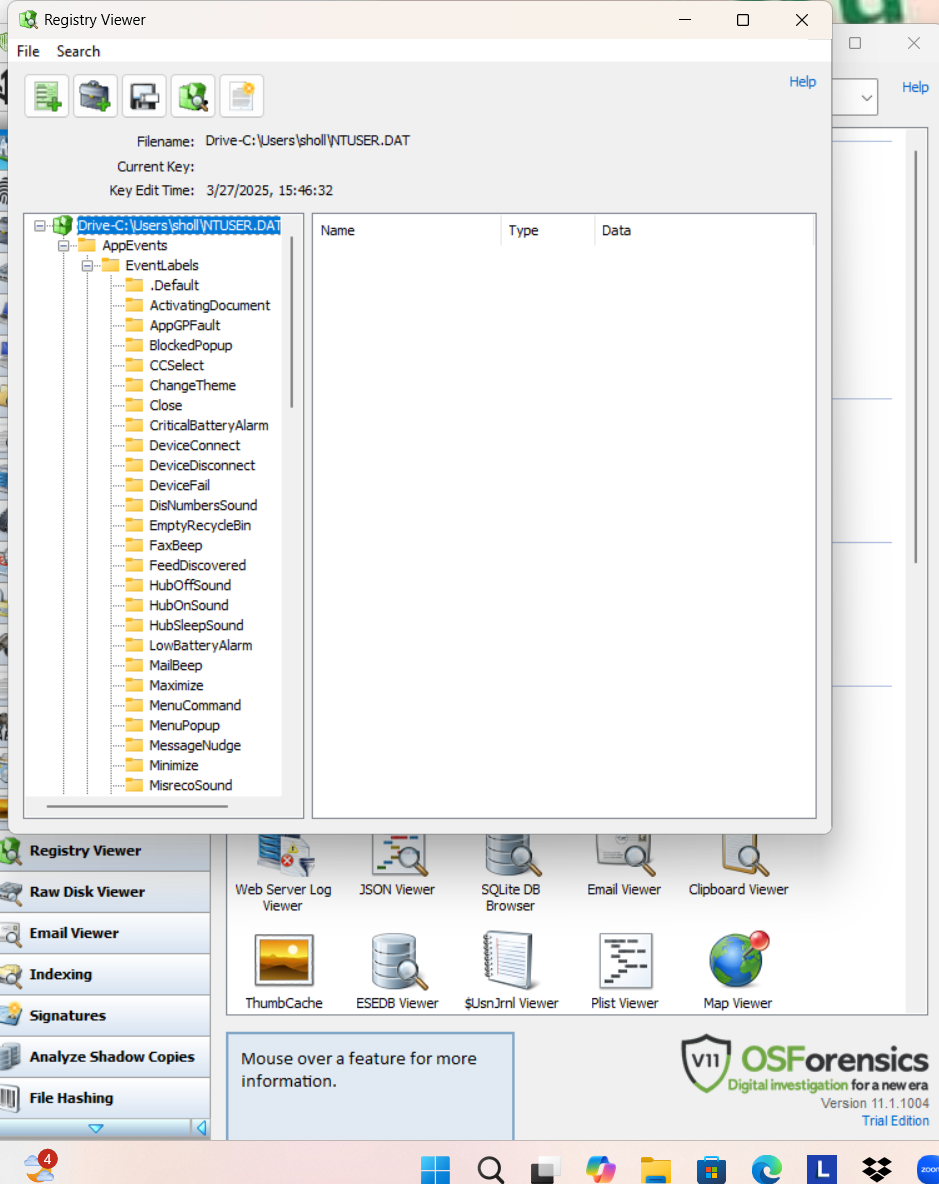 Registry Viewer
File Search
Help
Help
Filename: Drive-C:\Users\sholl\NTUSER.DAT
Current Key:
Key Edit Time: 3/27/2025, 15:46:32
Drive-C:\Users\sholl\NTUSER.DAT
AppEvents
EventLabels
.Default
ActivatingDocument
AppGPFault
BlockedPopup
CCSelect
ChangeTheme
Close
CriticalBatteryAlarm
DeviceConnect
DeviceDisconnect
DeviceFail
DisNumbersSound
EmptyRecycleBin
FaxBeep
FeedDiscovered
HubOffSound
HubOnSound
HubSleepSound
LowBatteryAlarm
MailBeep
Maximize
MenuCommand
MenuPopup
MessageNudge
Minimize
MisrecoSound
Name Type Data
Registry Viewer
Raw Disk Viewer
Email Viewer
Indexing
Signatures
Analyze Shadow Copies
File Hashing
Web Server Log
Viewer
JSON Viewer
SQLite DB
Browser
Email Viewer
Clipboard Viewer
ThumbCache
ESEDB Viewer
$UsnJrnl Viewer
Plist Viewer
Map Viewer
Mouse over a feature for more
information.
V11
OSForensics
Digital investigation for a new era
Version 11.1.1004
Trial Edition
4
L
zoom